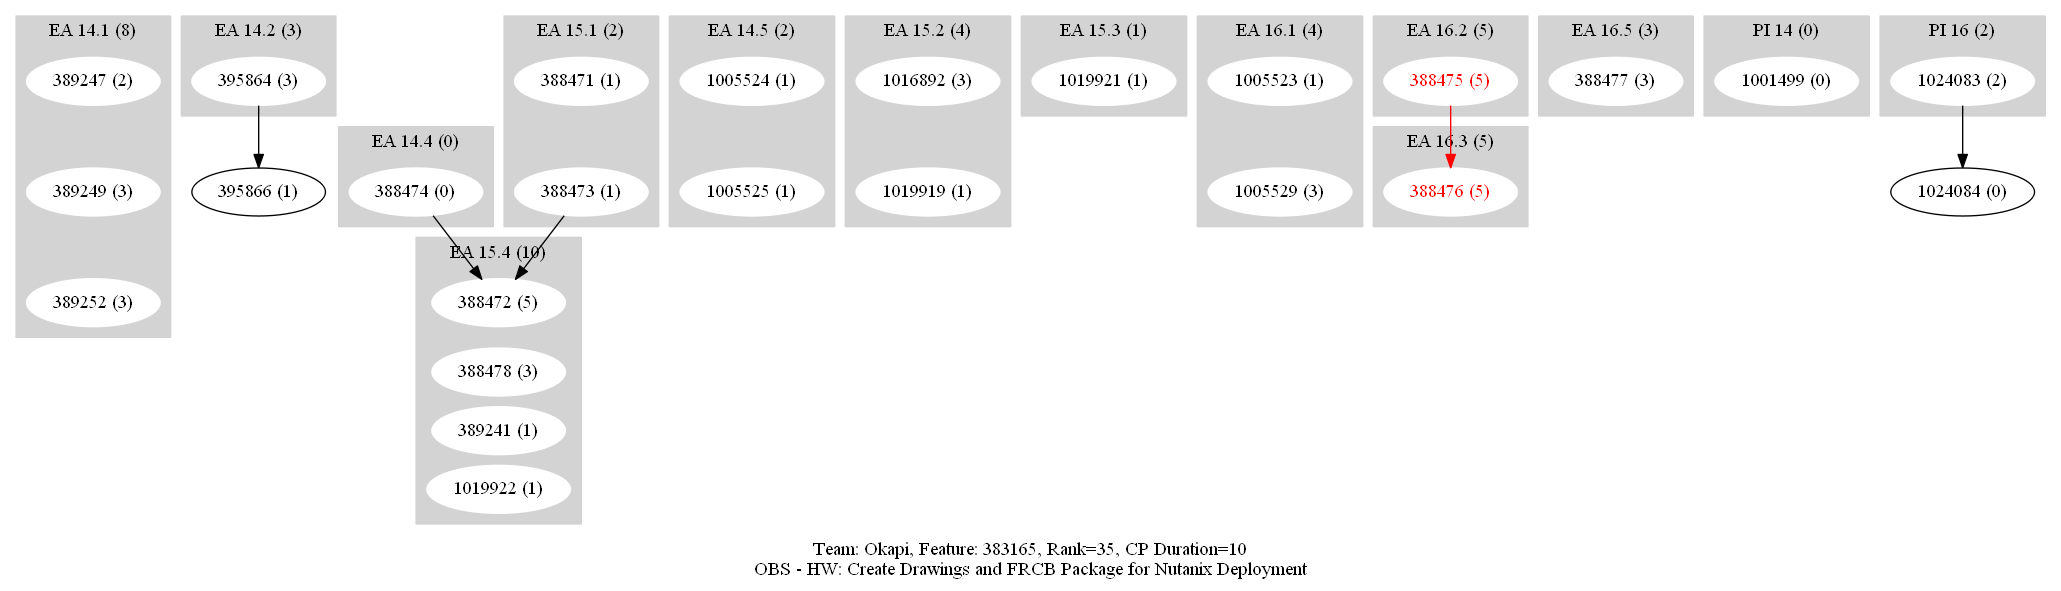 EA 14.1 (8)
389247 (2)
389249 (3)
389252 (3)
EA 14.2 (3)
395864 (3)
395866 (1)
EA 14.4 (0)
388474 (0)
EA 15.1 (2)
388471 (1)
388473 (1)
EA 15.4 (10)
388472 (5)
388478 (3)
389241 (1)
1019922 (1)
EA 14.5 (2)
1005524 (1)
1005525 (1)
EA 15.2 (4)
1016892 (3)
1019919 (1)
EA 15.3 (1)
1019921 (1)
EA 16.1 (4)
1005523 (1)
1005529 (3)
EA 16.2 (5)
388475 (5)
EA 16.3 (5)
388476 (5)
EA 16.5 (3)
388477 (3)
PI 14 (0)
1001499 (0)
PI 16 (2)
1024083 (2)
1024084 (0)
Team: Okapi, Feature: 383165, Rank=35, CP Duration=10
OBS - HW: Create Drawings and FRCB Package for Nutanix Deployment